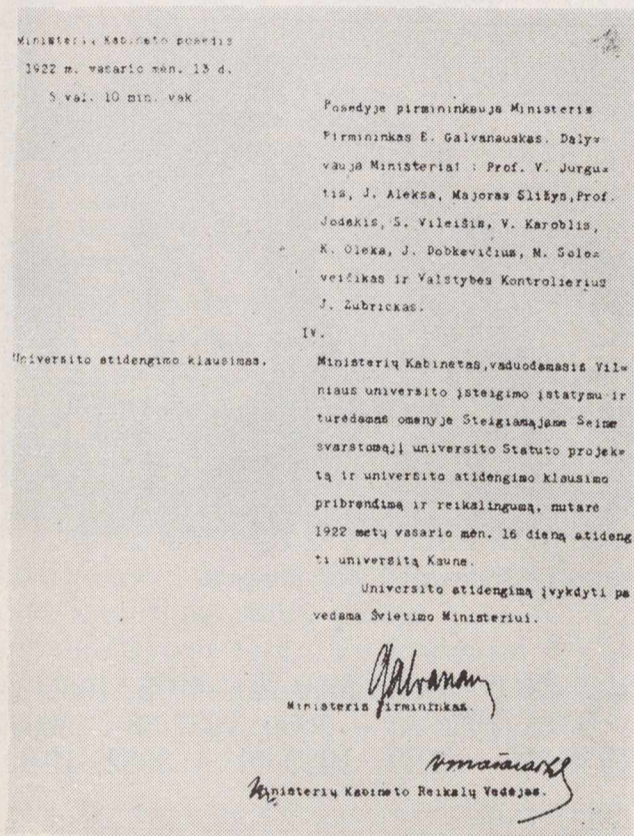 Ministerių Kabineto posėdis
1922 m. vasario mėn. 13 d.
5 val. 10 min. vak.
Posėdyje pirmininkauja Ministeris
Pirmininkas E. Galvanauskas. Daly=
vauja Ministeriai : Prof. V. Jurgu=
tis, J. Aleksa, Majoras Sližys,Prof.
Jodekis, S. Vileišis, V. Karoblis,
K. Oleka, J. Dobkevičius, M. Solo=
veičikas ir Valstybės Kontrolierius
J. Zubrickas.
IV.
Universito atidengimo klausimas.
Ministerių Kabinetas,vaduodamasis Vil=
niaus universito įsteigimo įstatymu ir
turėdamas omenyje Steigiamąjame Seime
svarstomąjį universito Statuto projek=
tą ir universito atidengimo klausimo
pribrendimą ir reikalingumą, nutarė
1922 metų vasario mėn. 16 dieną atideng
ti universitą Kaune.
Universito atidengimą įvykdyti pa
vedama Švietimo Ministeriui.
Galvanau
Ministeris Pirmininkas.
Ministerių Kabineto Reikalų Vedėjas.